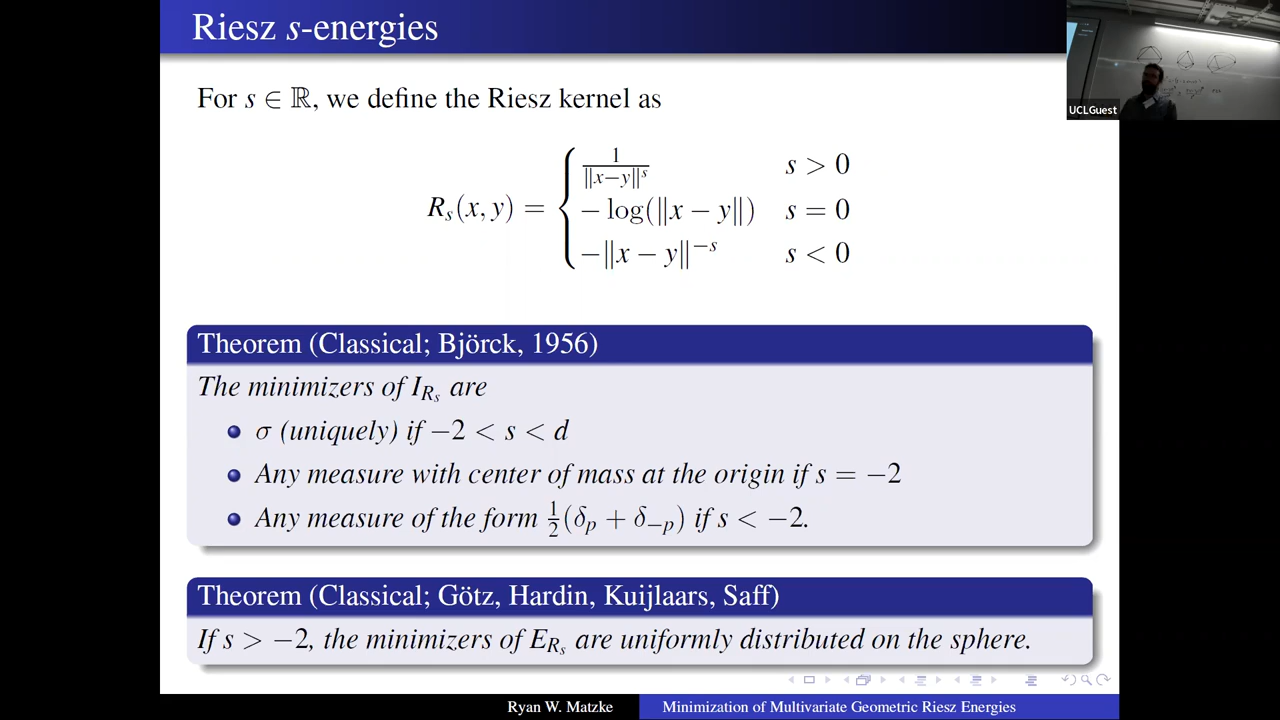 Riesz s-energies
UCLGuest
For s ∈ ℝ, we define the Riesz kernel as
R_s(x, y) = { 1/‖x−y‖^s s > 0
− log(‖x − y‖) s = 0
−‖x − y‖^{−s} s < 0
Theorem (Classical; Björck, 1956)
The minimizers of I_{R_s} are
σ (uniquely) if −2 < s < d
Any measure with center of mass at the origin if s = −2
Any measure of the form ½(δ_p + δ_{−p}) if s < −2.
Theorem (Classical; Götz, Hardin, Kuijlaars, Saff)
If s > −2, the minimizers of E_{R_s} are uniformly distributed on the sphere.
Ryan W. Matzke Minimization of Multivariate Geometric Riesz Energies